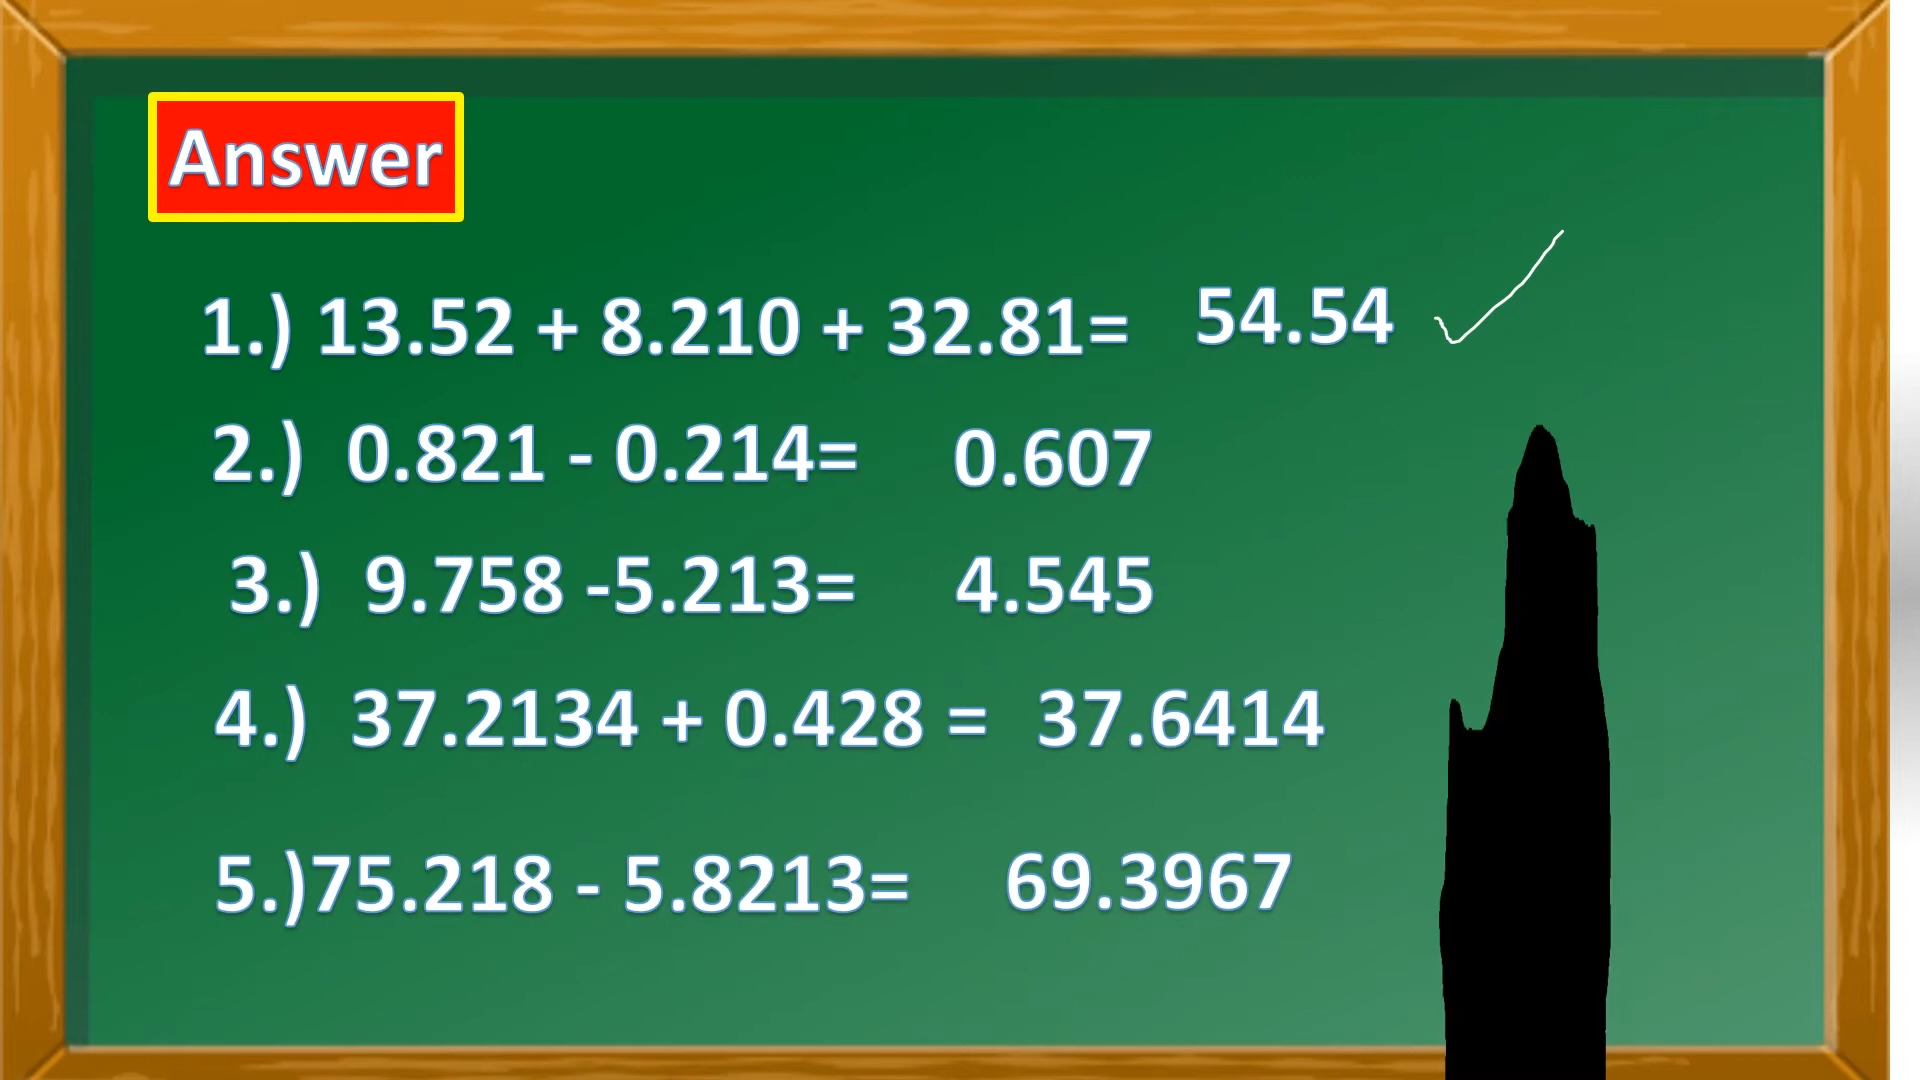 Answer
1.) 13.52 + 8.210 + 32.81= 54.54
2.) 0.821 - 0.214= 0.607
3.) 9.758 -5.213= 4.545
4.) 37.2134 + 0.428 = 37.6414
5.)75.218 - 5.8213= 69.3967